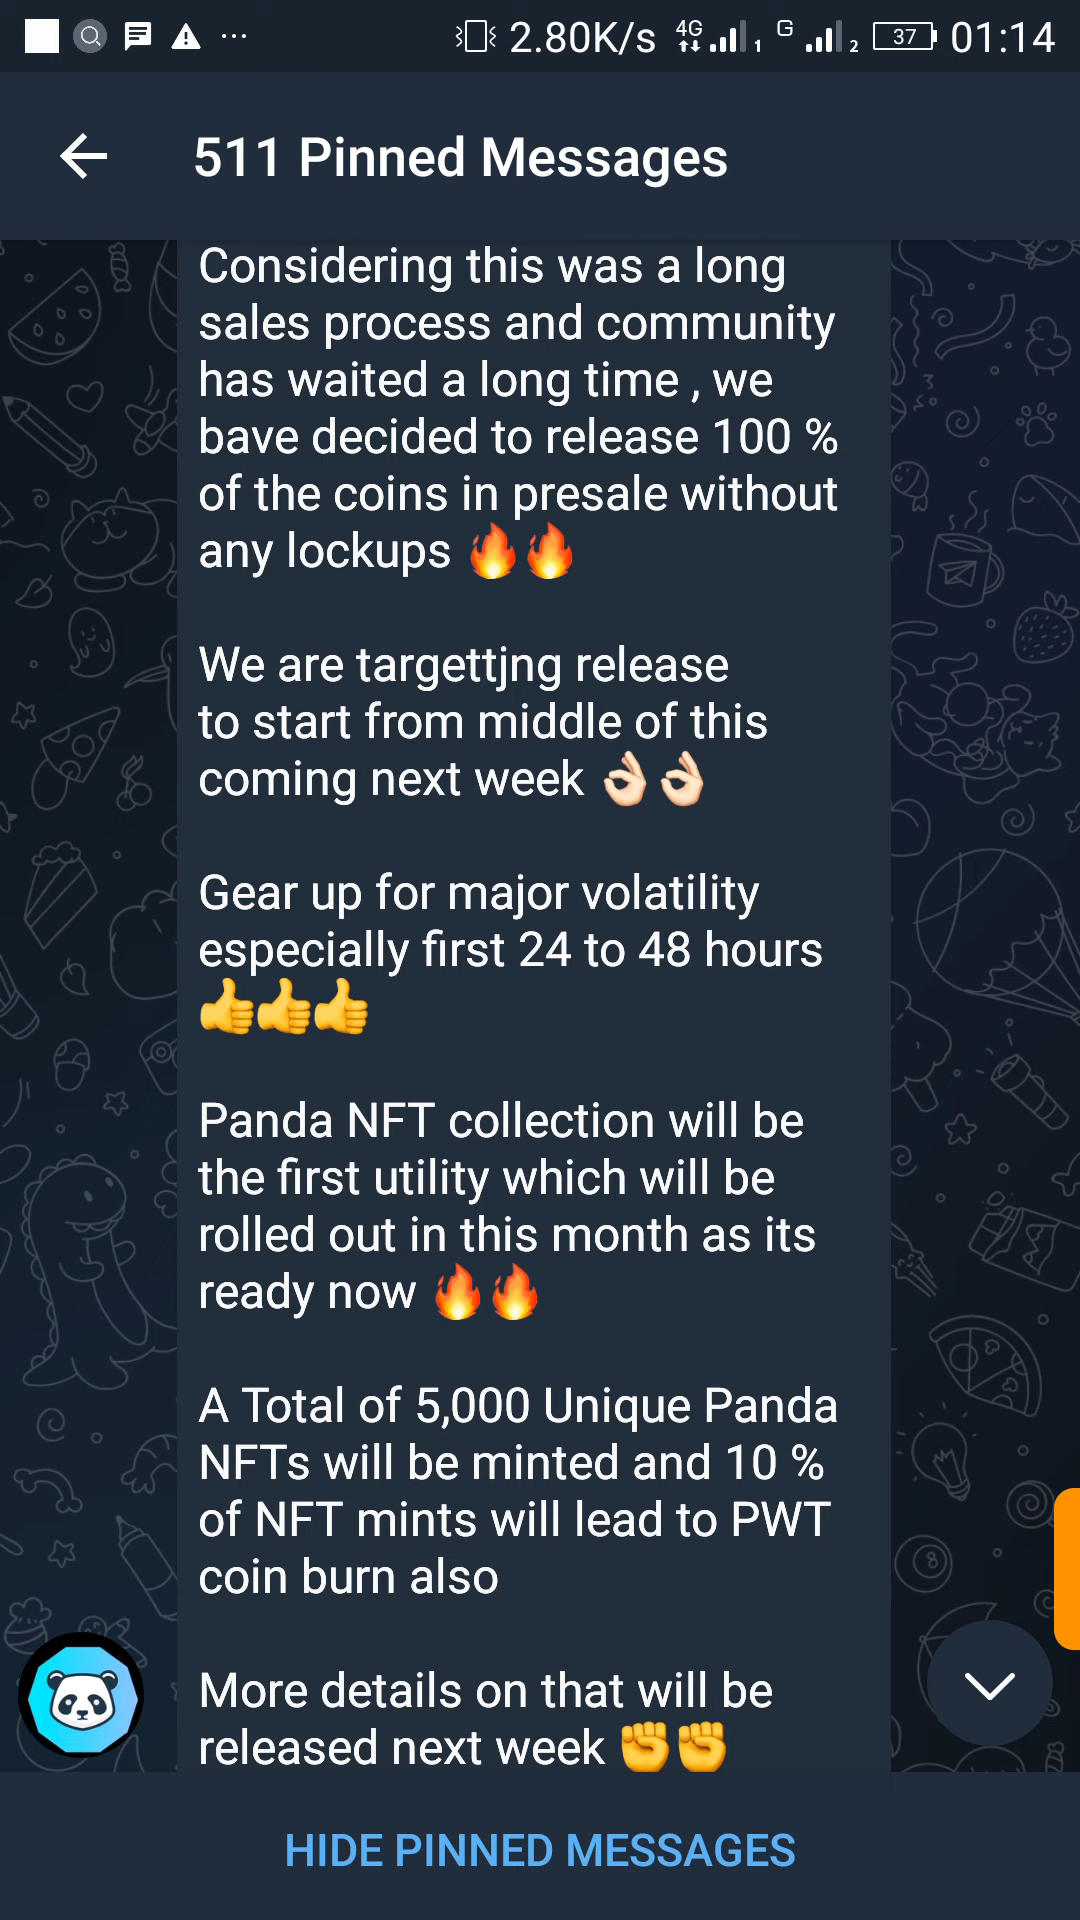 2.80K/s 4G 1 G 2 37 01:14
511 Pinned Messages
Considering this was a long
sales process and community
has waited a long time , we
bave decided to release 100 %
of the coins in presale without
any lockups 🔥🔥
We are targettjng release
to start from middle of this
coming next week 👌🏻👌🏻
Gear up for major volatility
especially first 24 to 48 hours
👍👍👍
Panda NFT collection will be
the first utility which will be
rolled out in this month as its
ready now 🔥🔥
A Total of 5,000 Unique Panda
NFTs will be minted and 10 %
of NFT mints will lead to PWT
coin burn also
More details on that will be
released next week ✊✊
HIDE PINNED MESSAGES